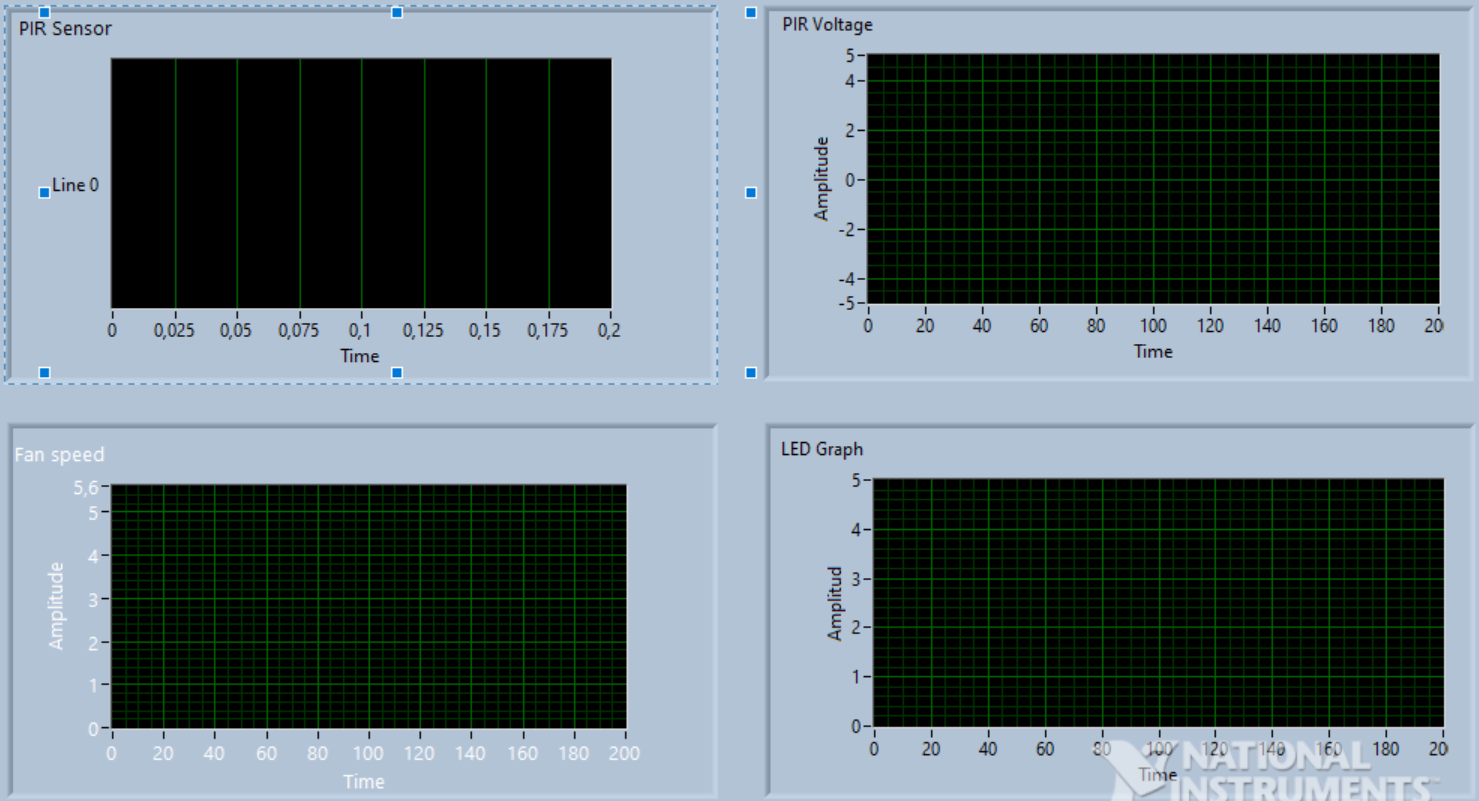 PIR Sensor
Line 0
0 0,025 0,05 0,075 0,1 0,125 0,15 0,175 0,2
Time
PIR Voltage
5
4
2
0
-2
-4
-5
Amplitude
0 20 40 60 80 100 120 140 160 180 20
Time
Fan speed
5,6
5
4
3
2
1
0
Amplitude
0 20 40 60 80 100 120 140 160 180 200
Time
LED Graph
5
4
3
2
1
0
Amplitud
0 20 40 60 80 100 120 140 160 180 20
Time
NATIONAL
INSTRUMENTS